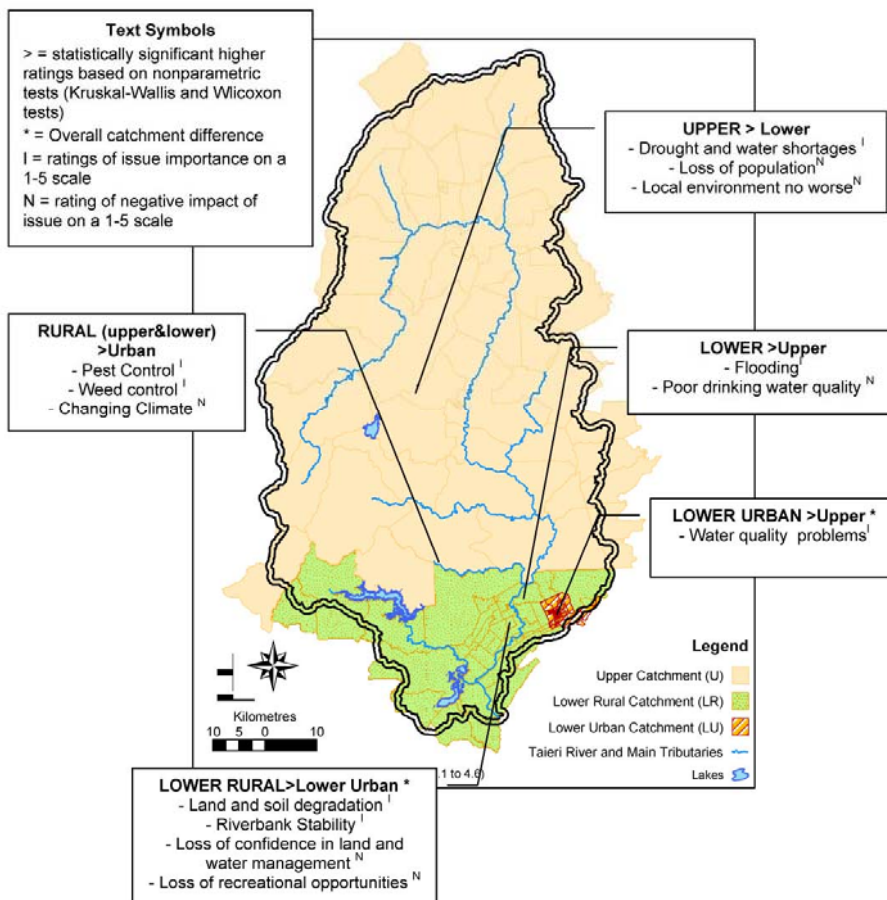 Text Symbols
> = statistically significant higher
ratings based on nonparametric
tests (Kruskal-Wallis and Wlicoxon
tests)
* = Overall catchment difference
I = ratings of issue importance on a
1-5 scale
N = rating of negative impact of
issue on a 1-5 scale
UPPER > Lower
- Drought and water shortages I
- Loss of population N
- Local environment no worse N
RURAL (upper&lower)
>Urban
- Pest Control I
- Weed control I
- Changing Climate N
LOWER >Upper
- Flooding I
- Poor drinking water quality N
LOWER URBAN >Upper *
- Water quality problems I
Legend
Upper Catchment (U)
Lower Rural Catchment (LR)
Lower Urban Catchment (LU)
Taieri River and Main Tributaries
Lakes
Kilometres
10 5 0 10
.1 to 4.6)
LOWER RURAL>Lower Urban *
- Land and soil degradation I
- Riverbank Stability I
- Loss of confidence in land and
water management N
- Loss of recreational opportunities N